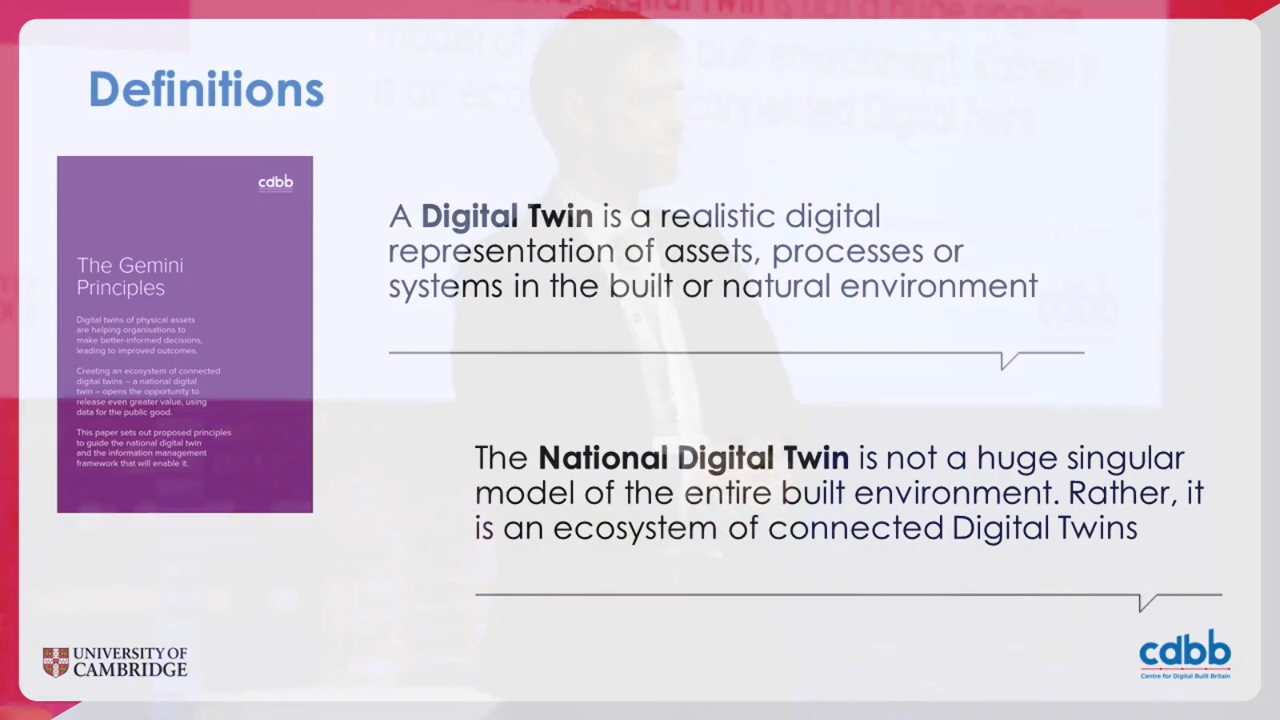 Definitions
cdbb
The Gemini
Principles
Digital twins of physical assets
are helping organisations to
make better-informed decisions,
leading to improved outcomes.
Creating an ecosystem of connected
digital twins – a national digital
twin – opens the opportunity to
release even greater value, using
data for the public good.
This paper sets out proposed principles
to guide the national digital twin
and the information management
framework that will enable it.
A Digital Twin is a realistic digital
representation of assets, processes or
systems in the built or natural environment
The National Digital Twin is not a huge singular
model of the entire built environment. Rather, it
is an ecosystem of connected Digital Twins
UNIVERSITY OF
CAMBRIDGE
cdbb
Centre for Digital Built Britain